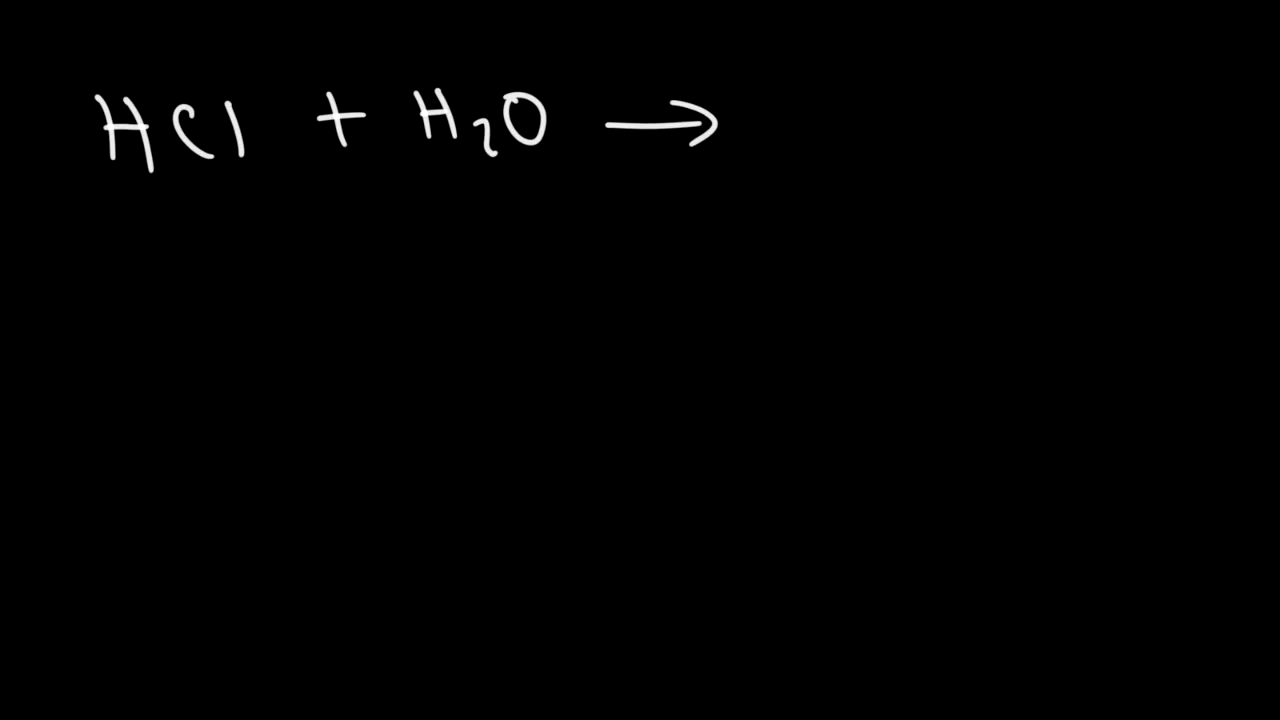 HCl + H₂O →